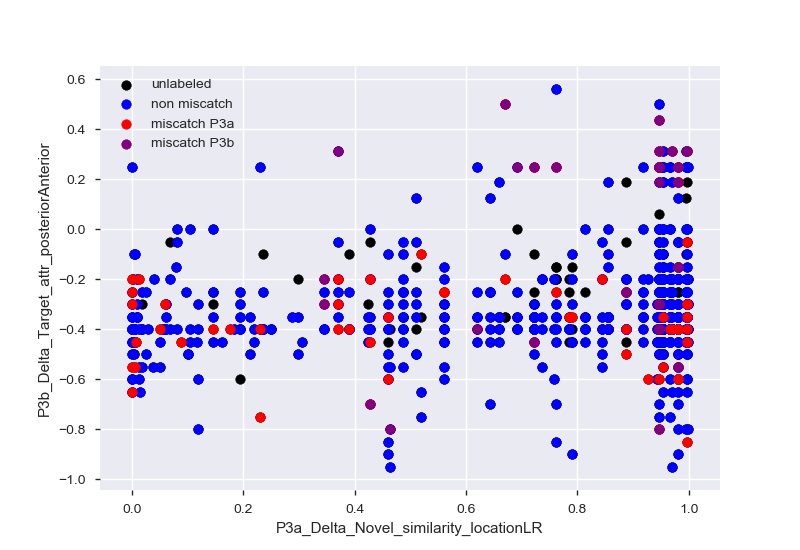 0.6
0.4
0.2
0.0
−0.2
−0.4
−0.6
−0.8
−1.0
P3b_Delta_Target_attr_posteriorAnterior
unlabeled
non miscatch
miscatch P3a
miscatch P3b
0.0 0.2 0.4 0.6 0.8 1.0
P3a_Delta_Novel_similarity_locationLR